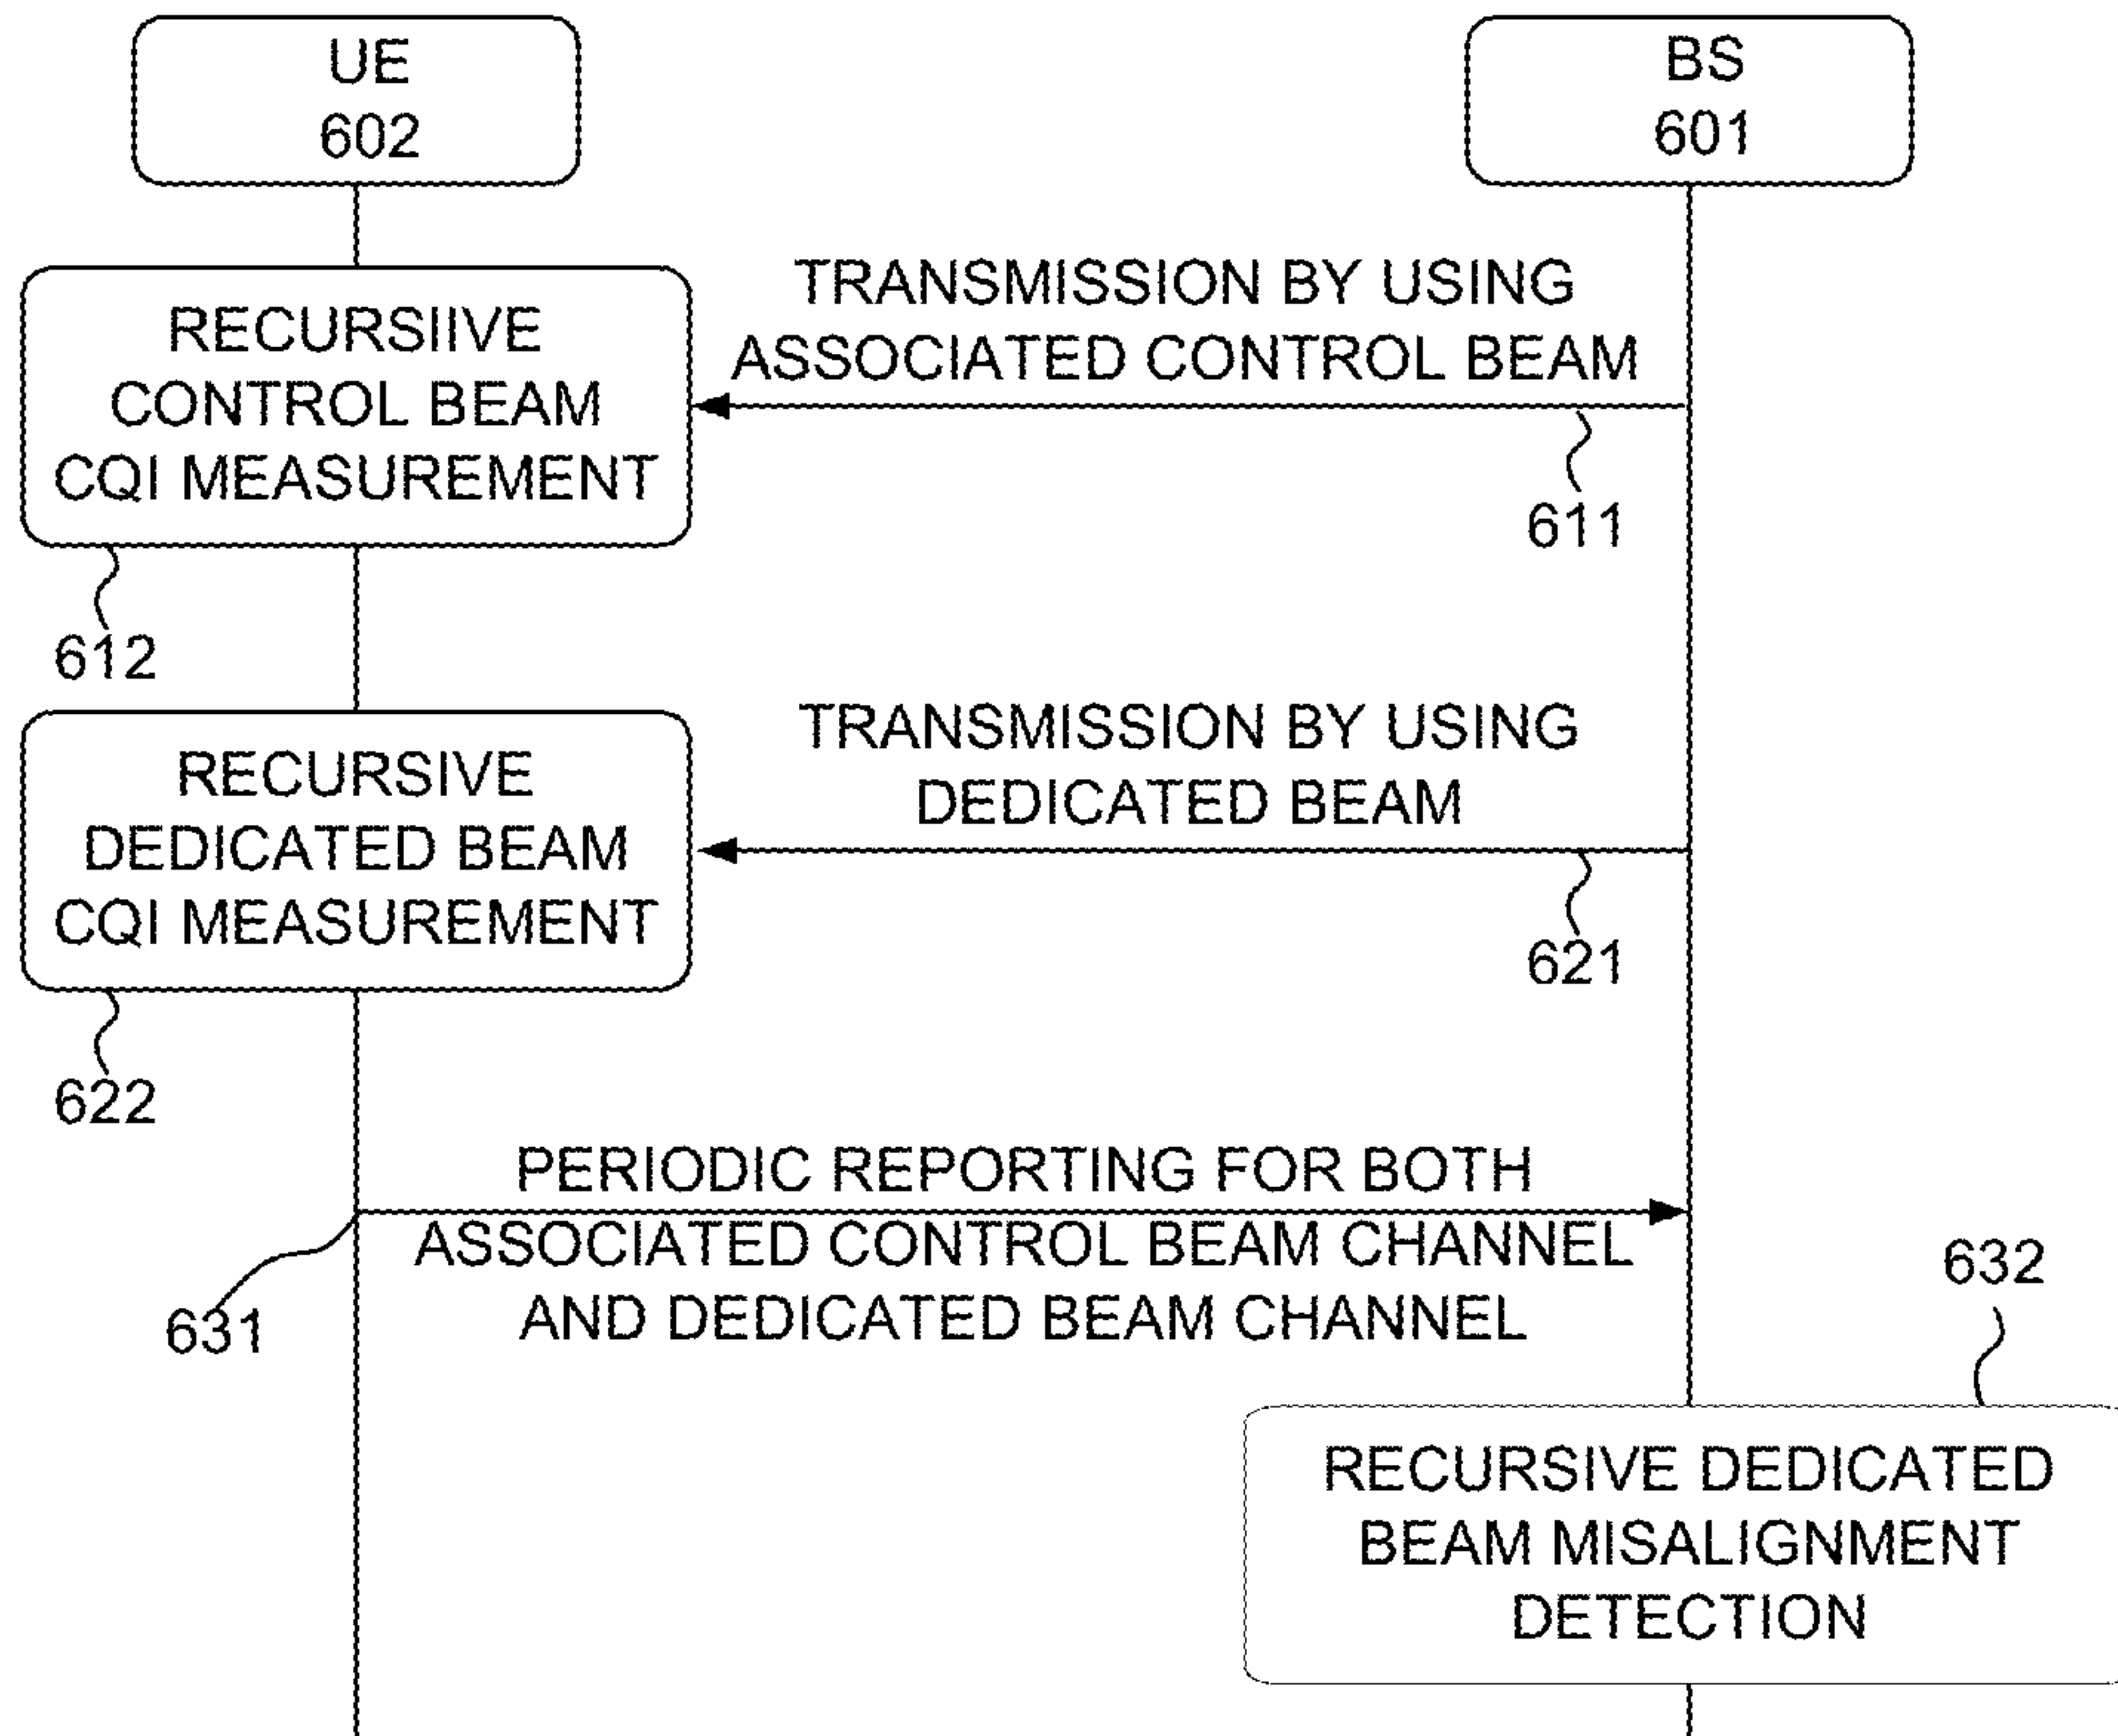 UE
602
BS
601
TRANSMISSION BY USING
ASSOCIATED CONTROL BEAM
611
RECURSIIVE
CONTROL BEAM
CQI MEASUREMENT
612
TRANSMISSION BY USING
DEDICATED BEAM
621
RECURSIVE
DEDICATED BEAM
CQI MEASUREMENT
622
PERIODIC REPORTING FOR BOTH
ASSOCIATED CONTROL BEAM CHANNEL
AND DEDICATED BEAM CHANNEL
631
632
RECURSIVE DEDICATED
BEAM MISALIGNMENT
DETECTION